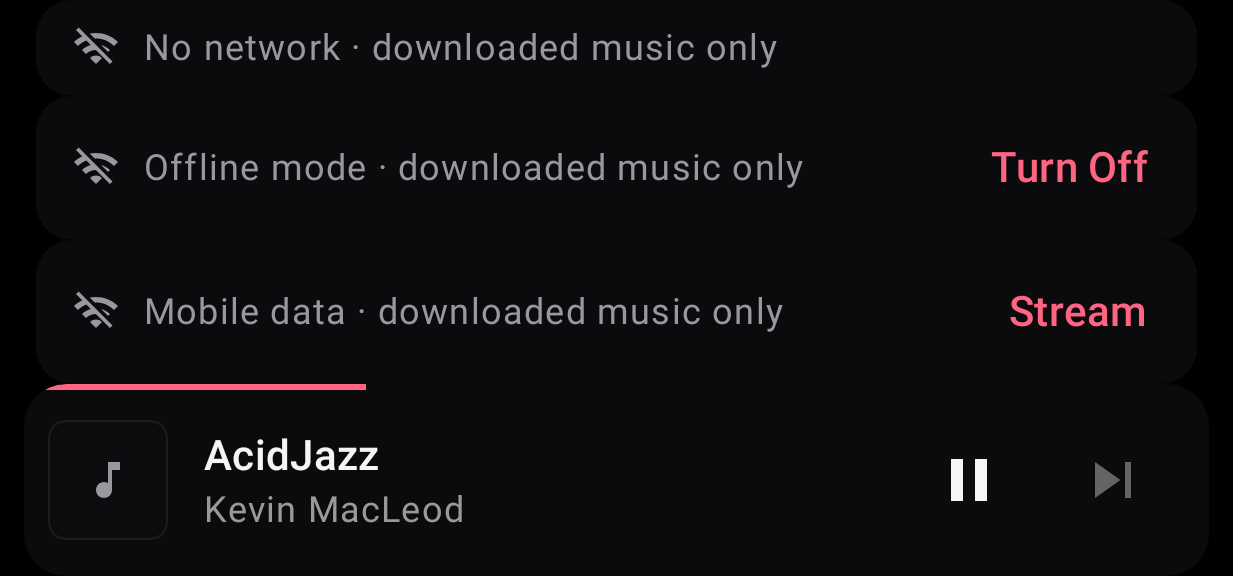 No network · downloaded music only
Offline mode · downloaded music only Turn Off
Mobile data · downloaded music only Stream
AcidJazz
Kevin MacLeod